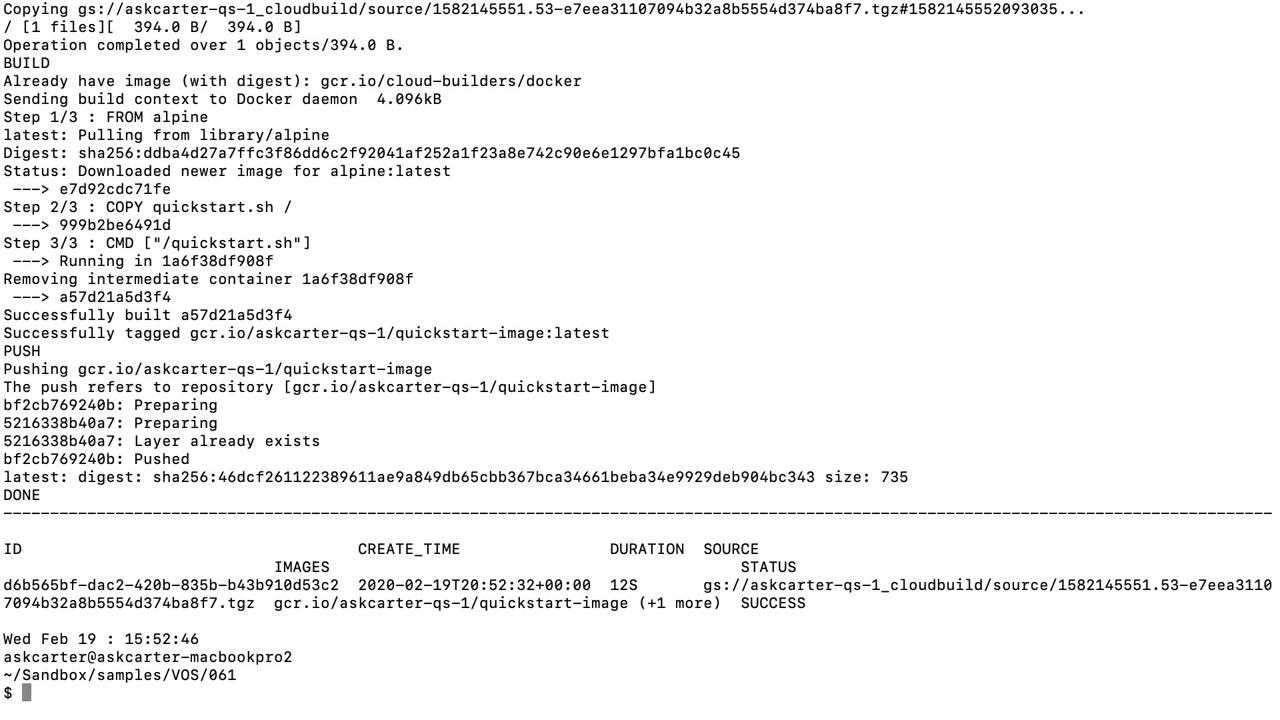 Copying gs://askcarter-qs-1_cloudbuild/source/1582145551.53-e7eea31107094b32a8b5554d374ba8f7.tgz#1582145552093035...
/ [1 files][  394.0 B/  394.0 B]
Operation completed over 1 objects/394.0 B.
BUILD
Already have image (with digest): gcr.io/cloud-builders/docker
Sending build context to Docker daemon  4.096kB
Step 1/3 : FROM alpine
latest: Pulling from library/alpine
Digest: sha256:ddba4d27a7ffc3f86dd6c2f92041af252a1f23a8e742c90e6e1297bfa1bc0c45
Status: Downloaded newer image for alpine:latest
 ---> e7d92cdc71fe
Step 2/3 : COPY quickstart.sh /
 ---> 999b2be6491d
Step 3/3 : CMD ["/quickstart.sh"]
 ---> Running in 1a6f38df908f
Removing intermediate container 1a6f38df908f
 ---> a57d21a5d3f4
Successfully built a57d21a5d3f4
Successfully tagged gcr.io/askcarter-qs-1/quickstart-image:latest
PUSH
Pushing gcr.io/askcarter-qs-1/quickstart-image
The push refers to repository [gcr.io/askcarter-qs-1/quickstart-image]
bf2cb769240b: Preparing
5216338b40a7: Preparing
5216338b40a7: Layer already exists
bf2cb769240b: Pushed
latest: digest: sha256:46dcf261122389611ae9a849db65cbb367bca34661beba34e9929deb904bc343 size: 735
DONE
----------------------------------------------------------------------------------------------------------------------------------------
ID                                    CREATE_TIME                DURATION  SOURCE
                             IMAGES                                            STATUS
d6b565bf-dac2-420b-835b-b43b910d53c2  2020-02-19T20:52:32+00:00  12S       gs://askcarter-qs-1_cloudbuild/source/1582145551.53-e7eea3110
7094b32a8b5554d374ba8f7.tgz  gcr.io/askcarter-qs-1/quickstart-image (+1 more)  SUCCESS
Wed Feb 19 : 15:52:46
askcarter@askcarter-macbookpro2
~/Sandbox/samples/VOS/061
$